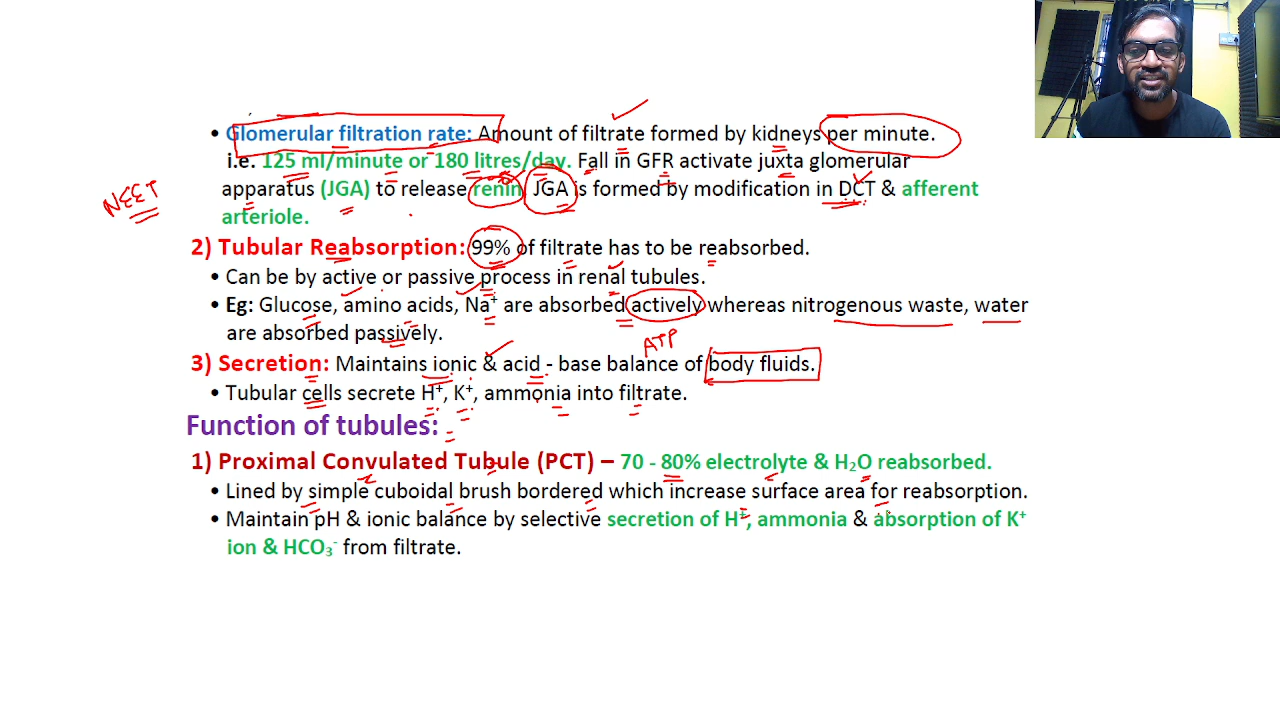 • Glomerular filtration rate: Amount of filtrate formed by kidneys per minute.
i.e. 125 ml/minute or 180 litres/day. Fall in GFR activate juxta glomerular
apparatus (JGA) to release renin. JGA is formed by modification in DCT & afferent
NEET
arteriole.
2) Tubular Reabsorption: 99% of filtrate has to be reabsorbed.
• Can be by active or passive process in renal tubules.
• Eg: Glucose, amino acids, Na⁺ are absorbed actively whereas nitrogenous waste, water
are absorbed passively.
ATP
3) Secretion: Maintains ionic & acid - base balance of body fluids.
• Tubular cells secrete H⁺, K⁺, ammonia into filtrate.
Function of tubules:
1) Proximal Convulated Tubule (PCT) – 70 - 80% electrolyte & H₂O reabsorbed.
• Lined by simple cuboidal brush bordered which increase surface area for reabsorption.
• Maintain pH & ionic balance by selective secretion of H⁺, ammonia & absorption of K⁺
ion & HCO₃⁻ from filtrate.